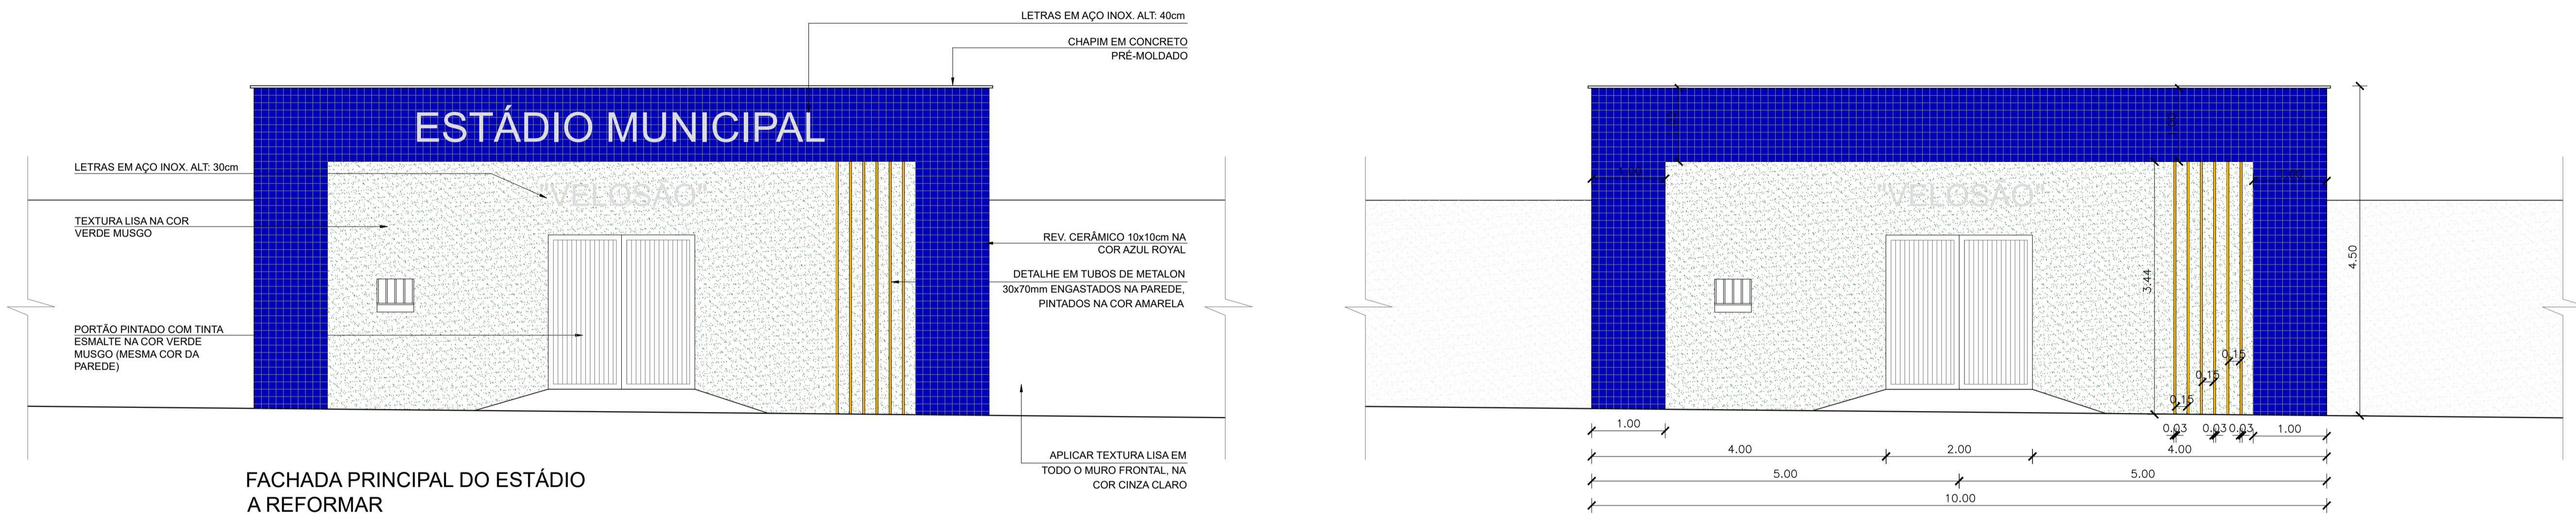 LETRAS EM AÇO INOX. ALT: 40cm
CHAPIM EM CONCRETO
PRÉ-MOLDADO
ESTÁDIO MUNICIPAL
LETRAS EM AÇO INOX. ALT: 30cm
"VELOSÃO"
TEXTURA LISA NA COR
VERDE MUSGO
REV. CERÂMICO 10x10cm NA
COR AZUL ROYAL
DETALHE EM TUBOS DE METALON
30x70mm ENGASTADOS NA PAREDE,
PINTADOS NA COR AMARELA
PORTÃO PINTADO COM TINTA
ESMALTE NA COR VERDE
MUSGO (MESMA COR DA
PAREDE)
APLICAR TEXTURA LISA EM
TODO O MURO FRONTAL, NA
COR CINZA CLARO
FACHADA PRINCIPAL DO ESTÁDIO
A REFORMAR
1.00
1.00
"VELOSÃO"
4.50
3.44
0.15
0.15
0.15
1.00
0.03
0.03
0.03
1.00
4.00
2.00
4.00
5.00
5.00
10.00